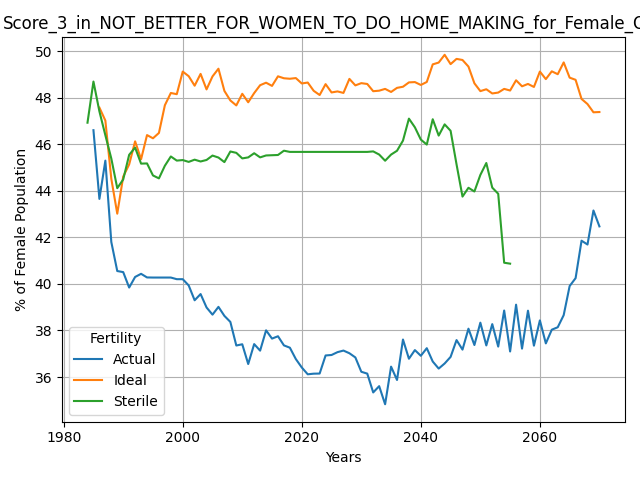 Score_3_in_NOT_BETTER_FOR_WOMEN_TO_DO_HOME_MAKING_for_Female_
% of Female Population
50
48
46
44
42
40
38
36
Fertility
Actual
Ideal
Sterile
1980
2000
2020
2040
2060
Years